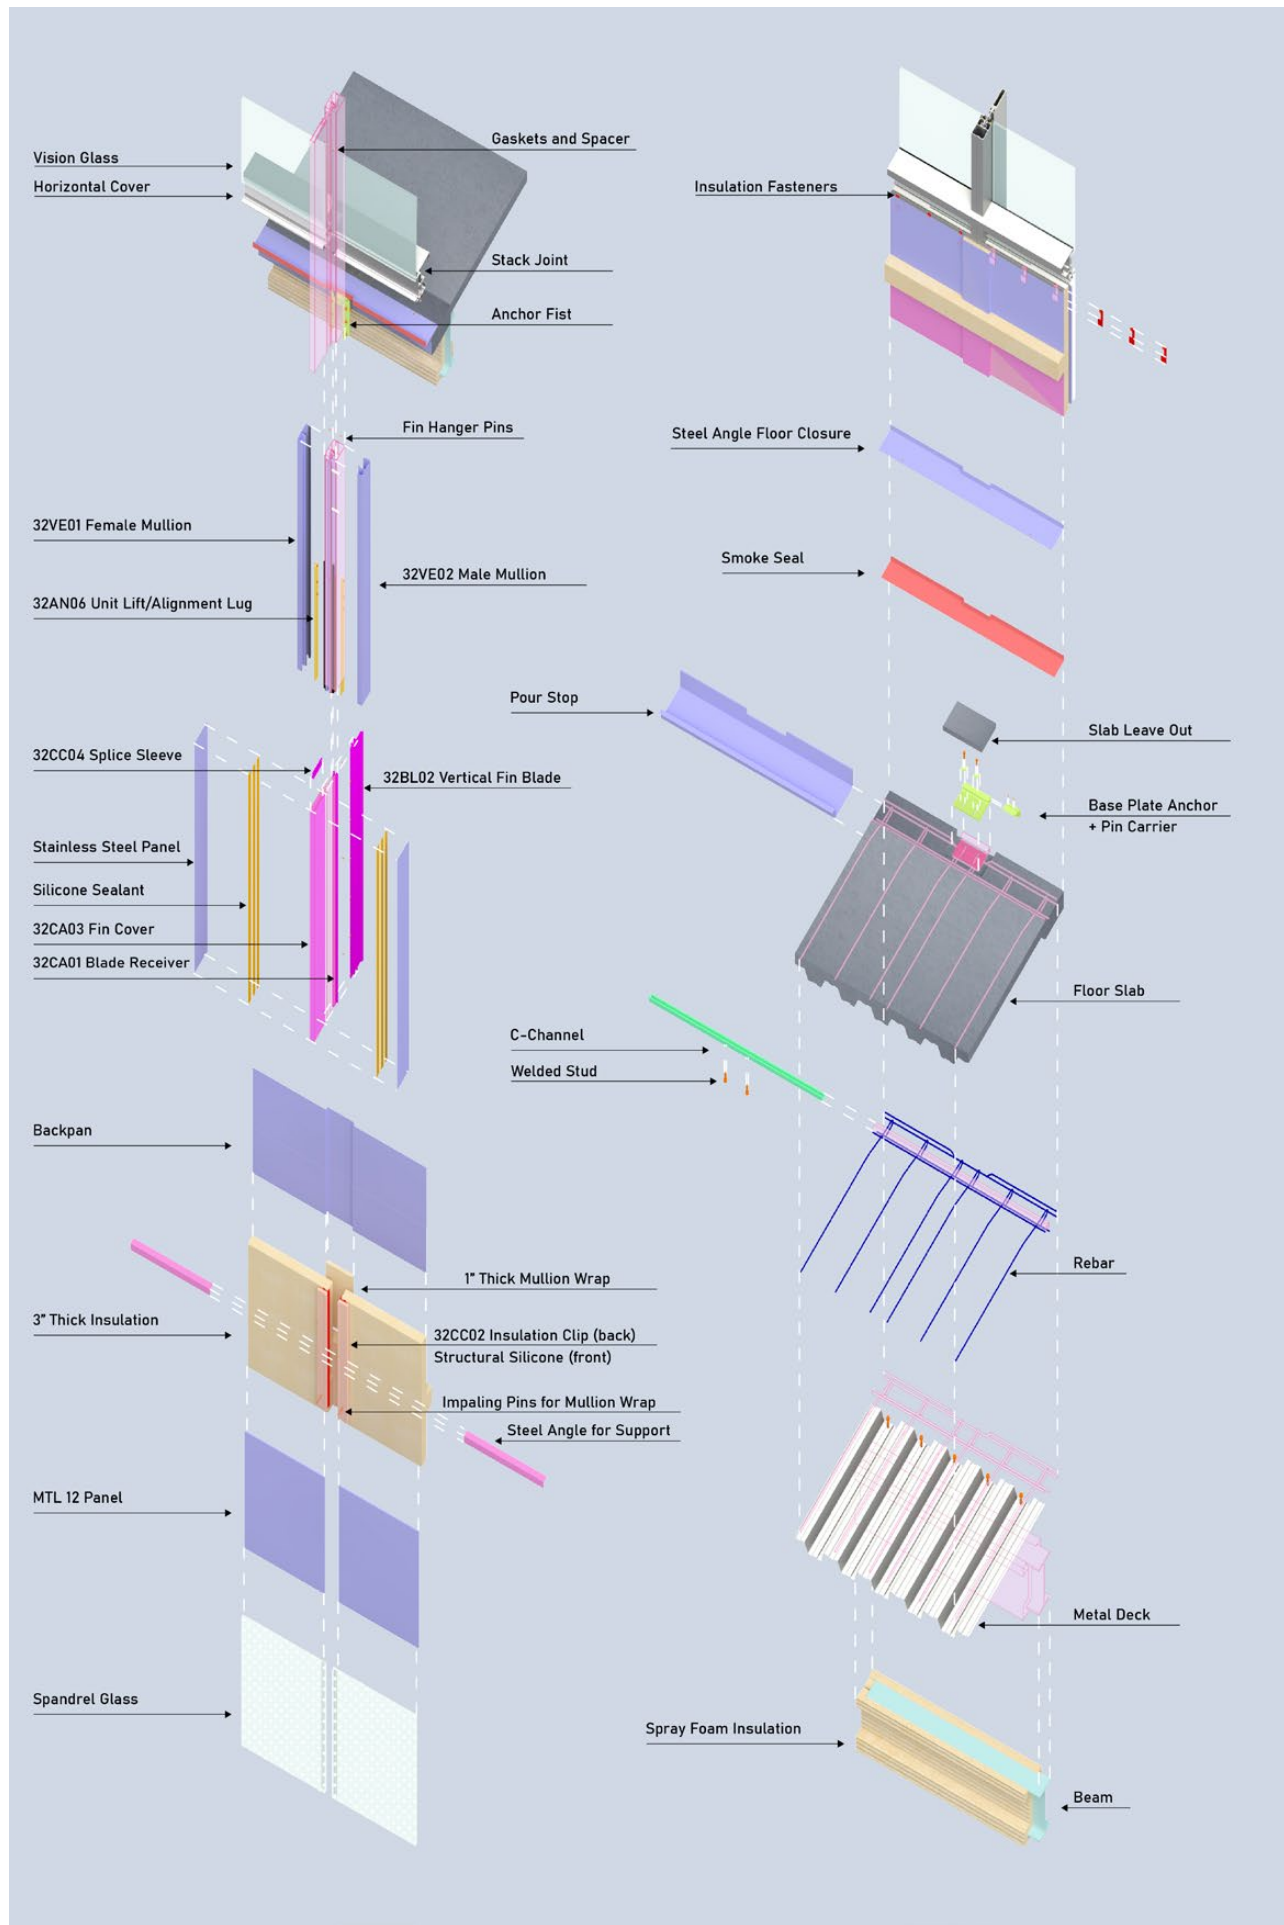 Gaskets and Spacer
Vision Glass
Horizontal Cover
Stack Joint
Anchor Fist
Fin Hanger Pins
32VE01 Female Mullion
32VE02 Male Mullion
32AN06 Unit Lift/Alignment Lug
32CC04 Splice Sleeve
32BL02 Vertical Fin Blade
Stainless Steel Panel
Silicone Sealant
32CA03 Fin Cover
32CA01 Blade Receiver
Backpan
1" Thick Mullion Wrap
3" Thick Insulation
32CC02 Insulation Clip (back)
Structural Silicone (front)
Impaling Pins for Mullion Wrap
Steel Angle for Support
MTL 12 Panel
Spandrel Glass
Insulation Fasteners
Steel Angle Floor Closure
Smoke Seal
Pour Stop
Slab Leave Out
Base Plate Anchor
+ Pin Carrier
Floor Slab
C-Channel
Welded Stud
Rebar
Metal Deck
Spray Foam Insulation
Beam